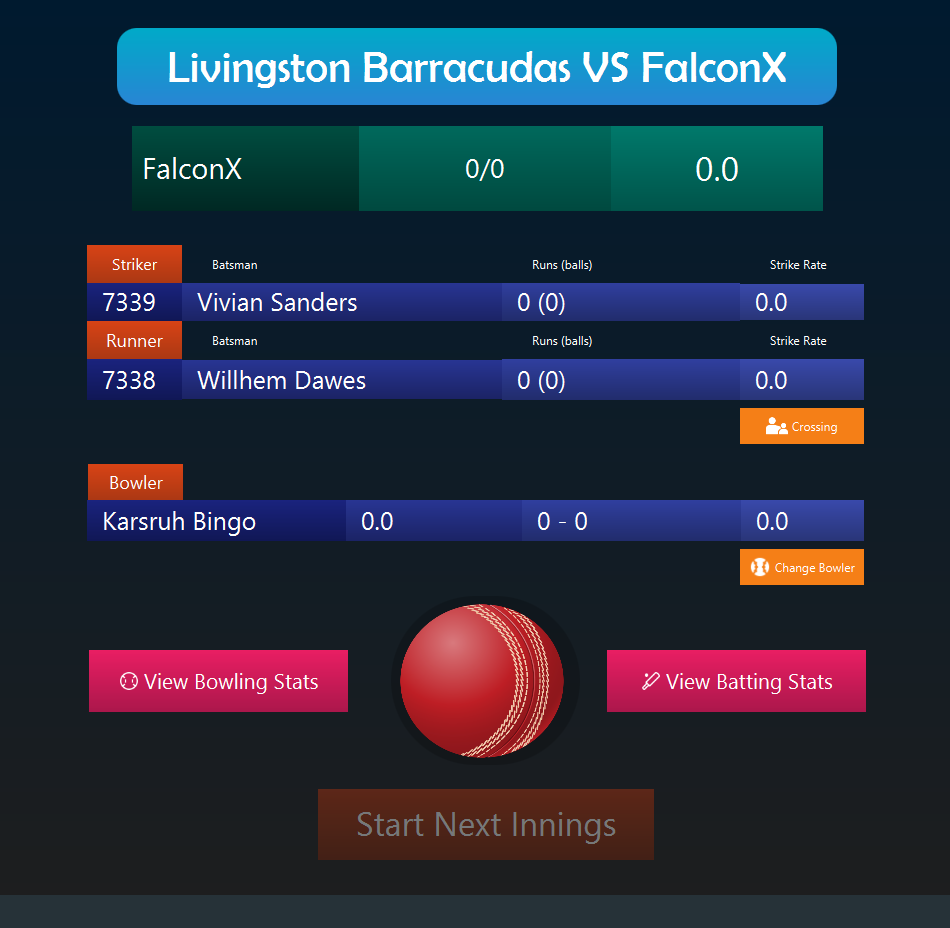 Livingston Barracudas VS FalconX
FalconX 0/0 0.0
Striker Batsman Runs (balls) Strike Rate
7339 Vivian Sanders 0 (0) 0.0
Runner Batsman Runs (balls) Strike Rate
7338 Willhem Dawes 0 (0) 0.0
Crossing
Bowler
Karsruh Bingo 0.0 0 - 0 0.0
Change Bowler
View Bowling Stats View Batting Stats
Start Next Innings